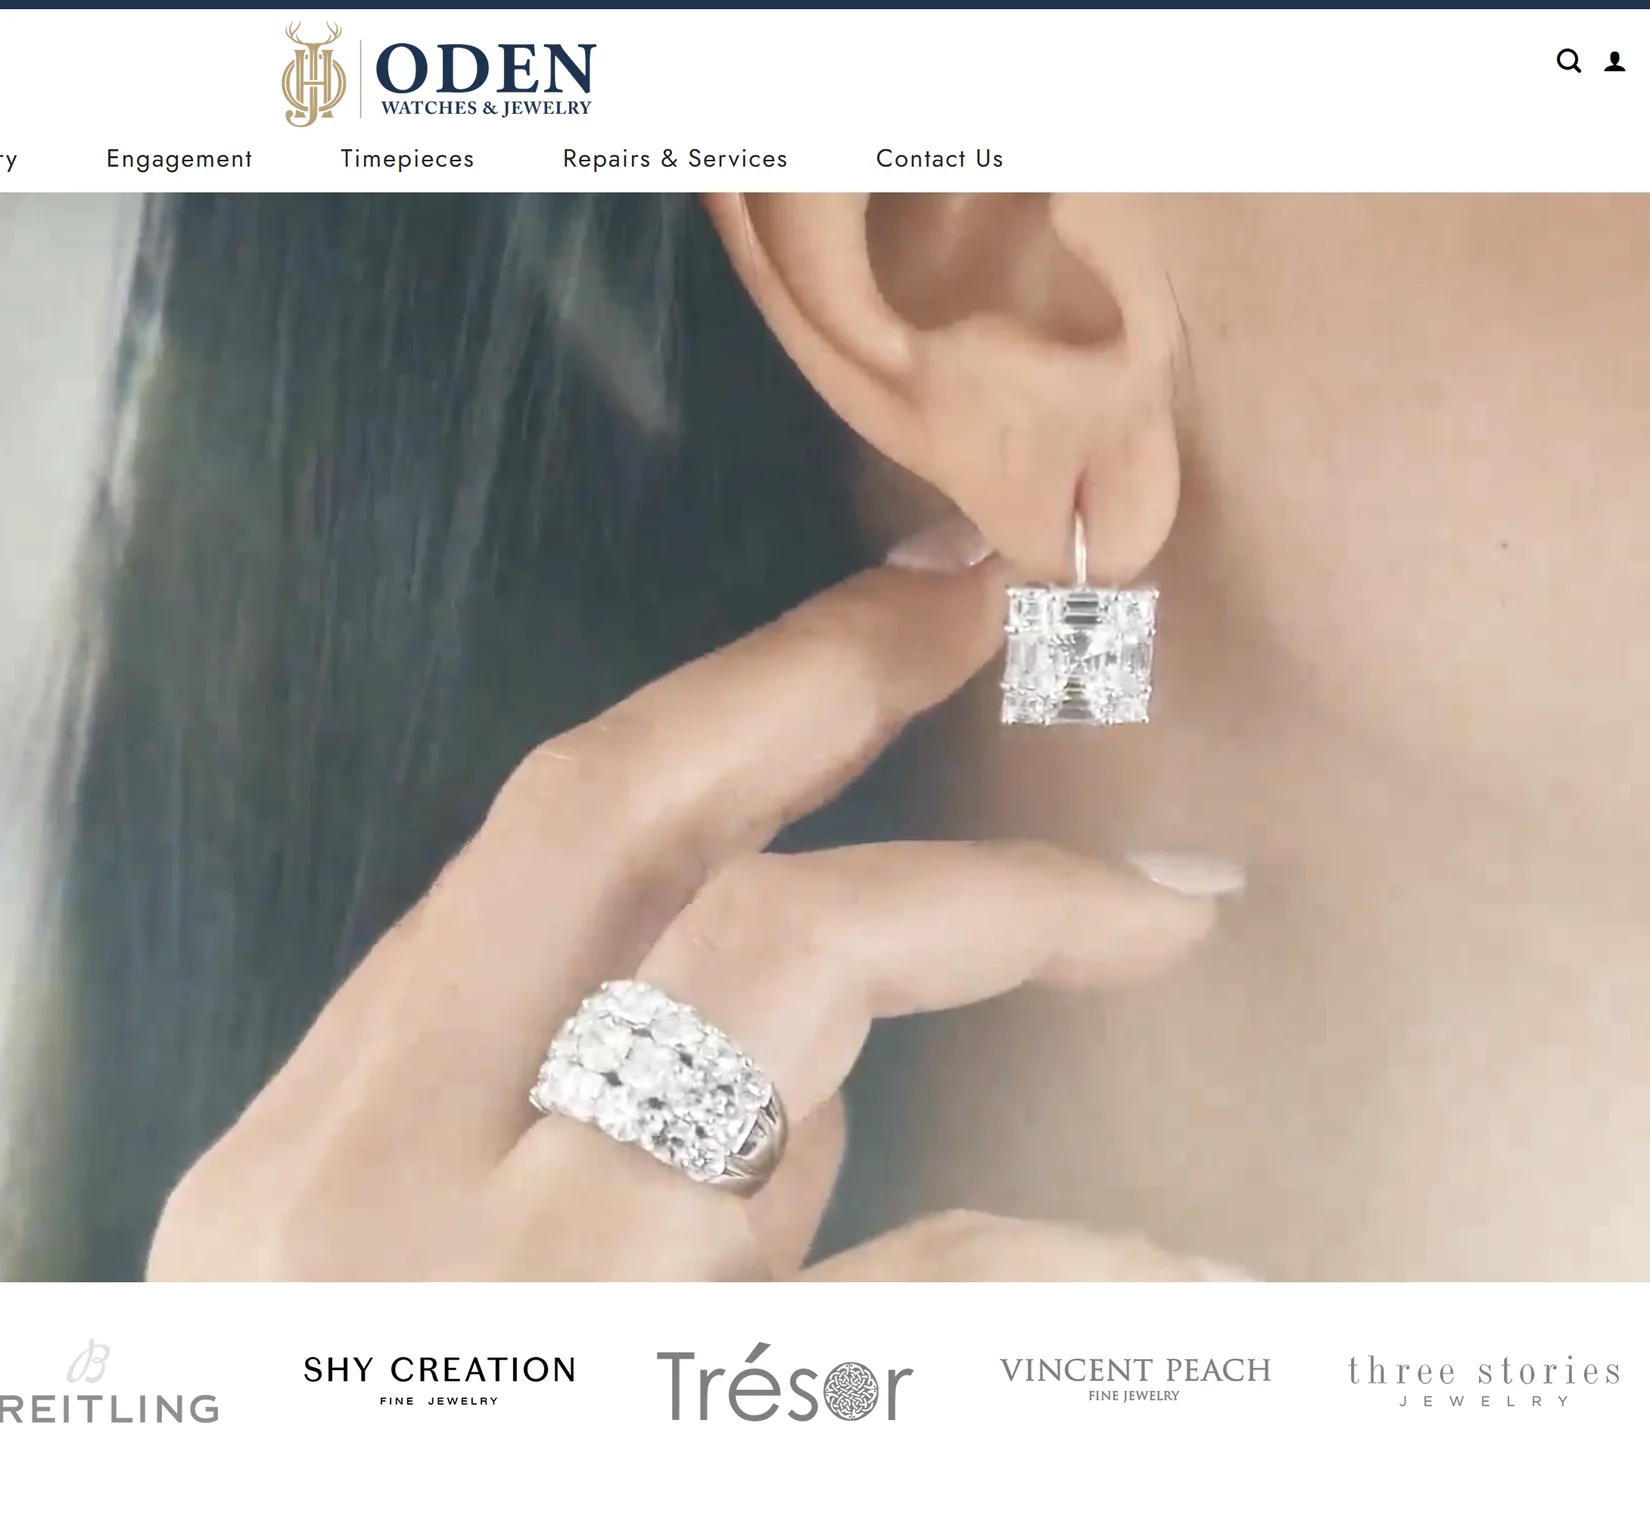 ODEN
WATCHES & JEWELRY
ry Engagement Timepieces Repairs & Services Contact Us
B
REITLING
SHY CREATION
FINE JEWELRY
Trésor
VINCENT PEACH
FINE JEWELRY
three stories
JEWELRY